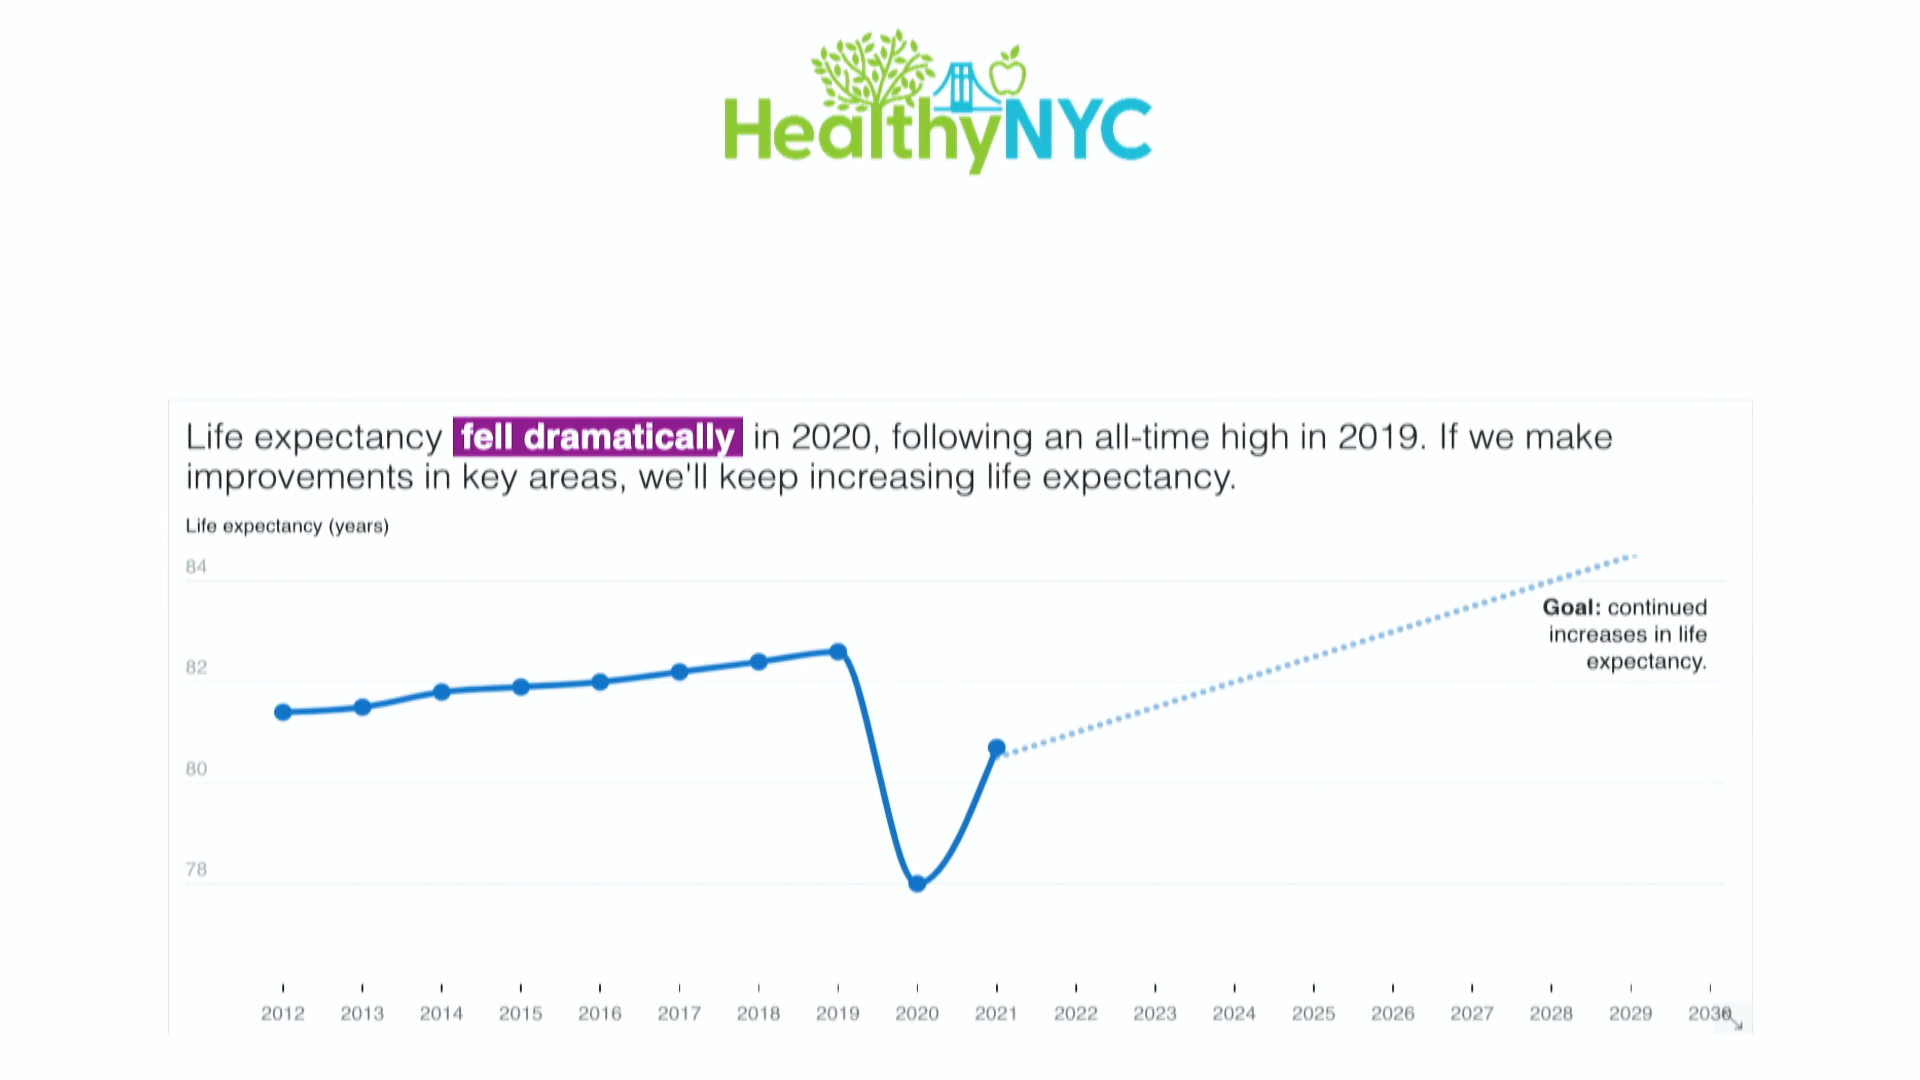 HealthyNYC
Life expectancy fell dramatically in 2020, following an all-time high in 2019. If we make
improvements in key areas, we'll keep increasing life expectancy.
Life expectancy (years)
84
Goal: continued
increases in life
expectancy.
82
80
78
2012 2013 2014 2015 2016 2017 2018 2019 2020 2021 2022 2023 2024 2025 2026 2027 2028 2029 2030